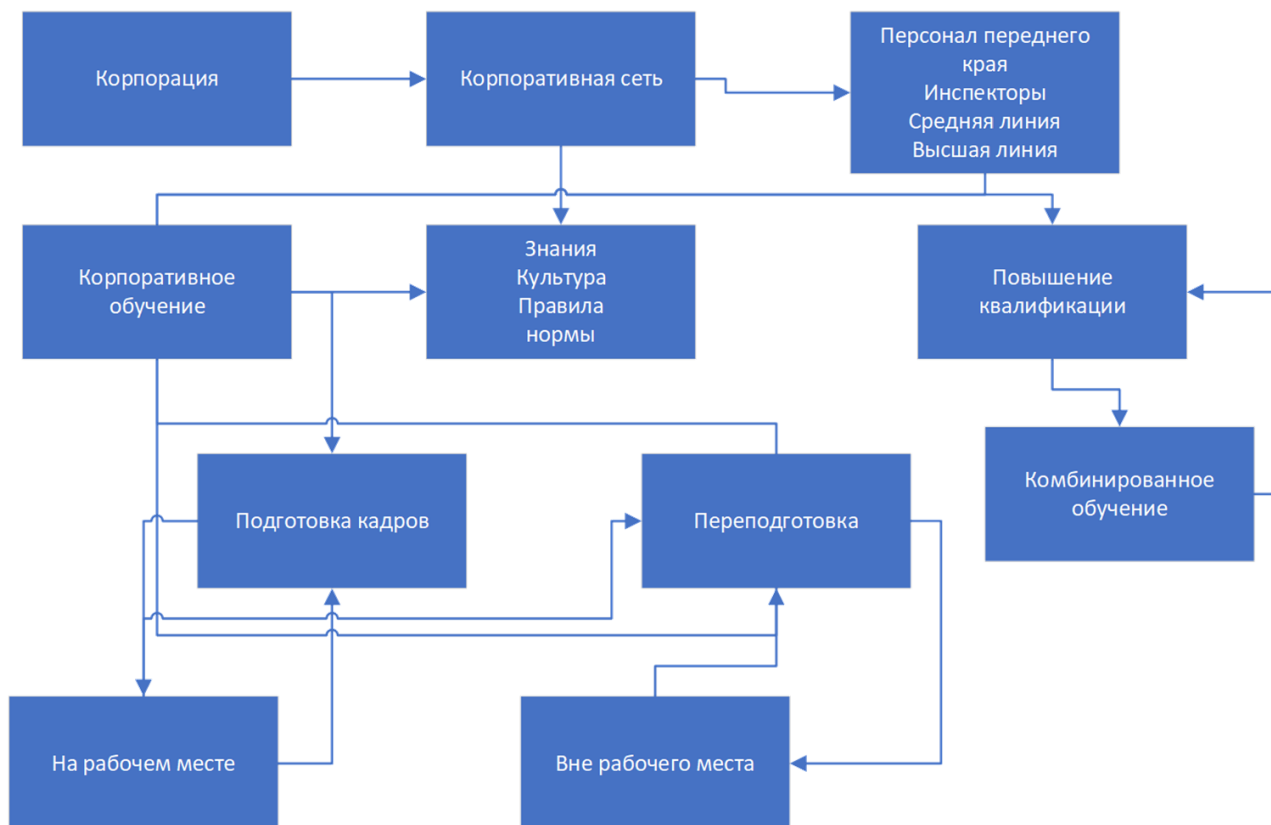 Корпорация
Корпоративная сеть
Персонал переднего
края
Инспекторы
Средняя линия
Высшая линия
Корпоративное
обучение
Знания
Культура
Правила
нормы
Повышение
квалификации
Комбинированное
обучение
Подготовка кадров
Переподготовка
На рабочем месте
Вне рабочего места